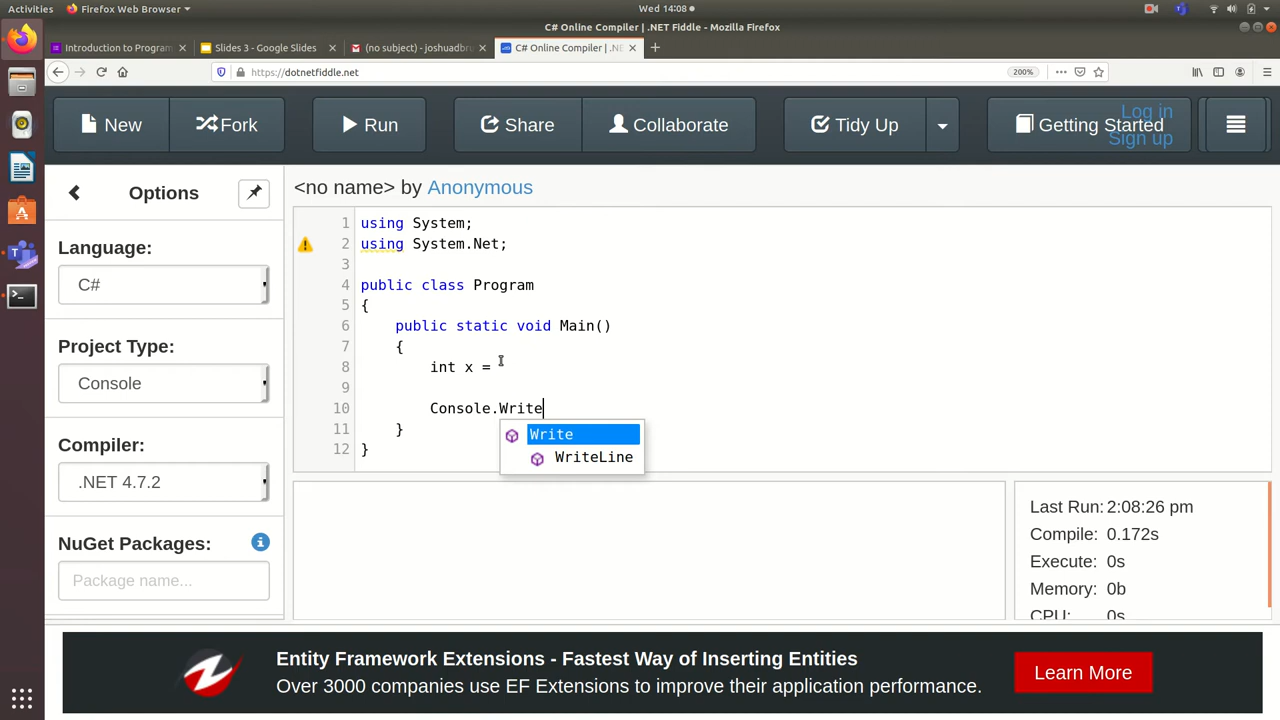 Activities
Firefox Web Browser
Wed 14:08
C# Online Compiler | .NET Fiddle - Mozilla Firefox
Introduction to Program
Slides 3 - Google Slides
(no subject) - joshuadbru
C# Online Compiler | .NE
https://dotnetfiddle.net
200%
New
Fork
Run
Share
Collaborate
Tidy Up
Getting Started
Log in
Sign up
Options
<no name> by Anonymous
Language:
C#
Project Type:
Console
Compiler:
.NET 4.7.2
NuGet Packages:
Package name...
1 using System;
2 using System.Net;
3
4 public class Program
5 {
6 public static void Main()
7 {
8 int x =
9
10 Console.Write
11 }
12 }
Write
WriteLine
Last Run: 2:08:26 pm
Compile: 0.172s
Execute: 0s
Memory: 0b
CPU: 0s
Entity Framework Extensions - Fastest Way of Inserting Entities
Over 3000 companies use EF Extensions to improve their application performance.
Learn More